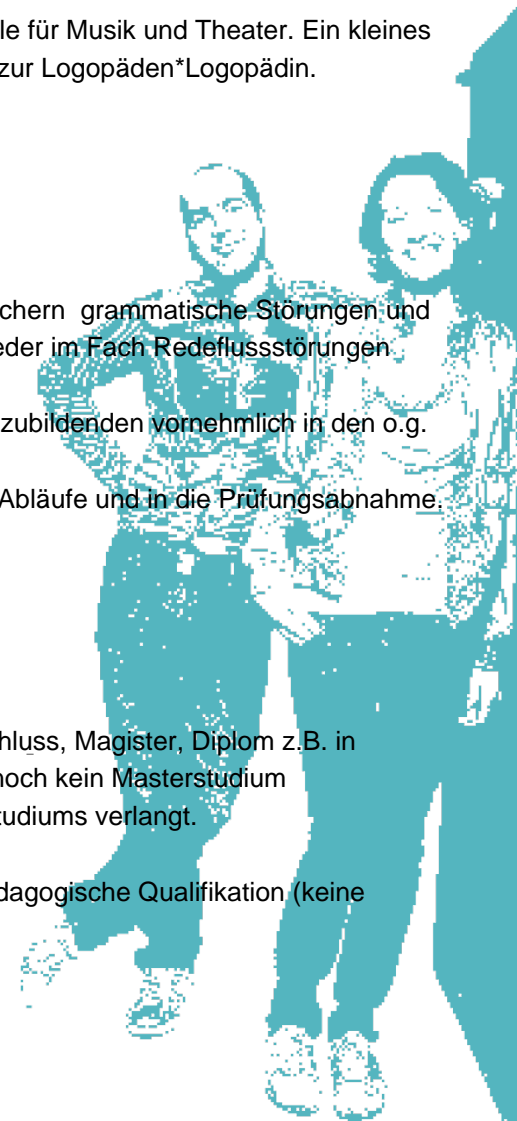 le für Musik und Theater. Ein kleines
zur Logopäden*Logopädin.
chern  grammatische Störungen und
eder im Fach Redeflussstörungen
zubildenden vornehmlich in den o.g.
Abläufe und in die Prüfungsabnahme.
hluss, Magister, Diplom z.B. in
noch kein Masterstudium
tudiums verlangt.
dagogische Qualifikation (keine